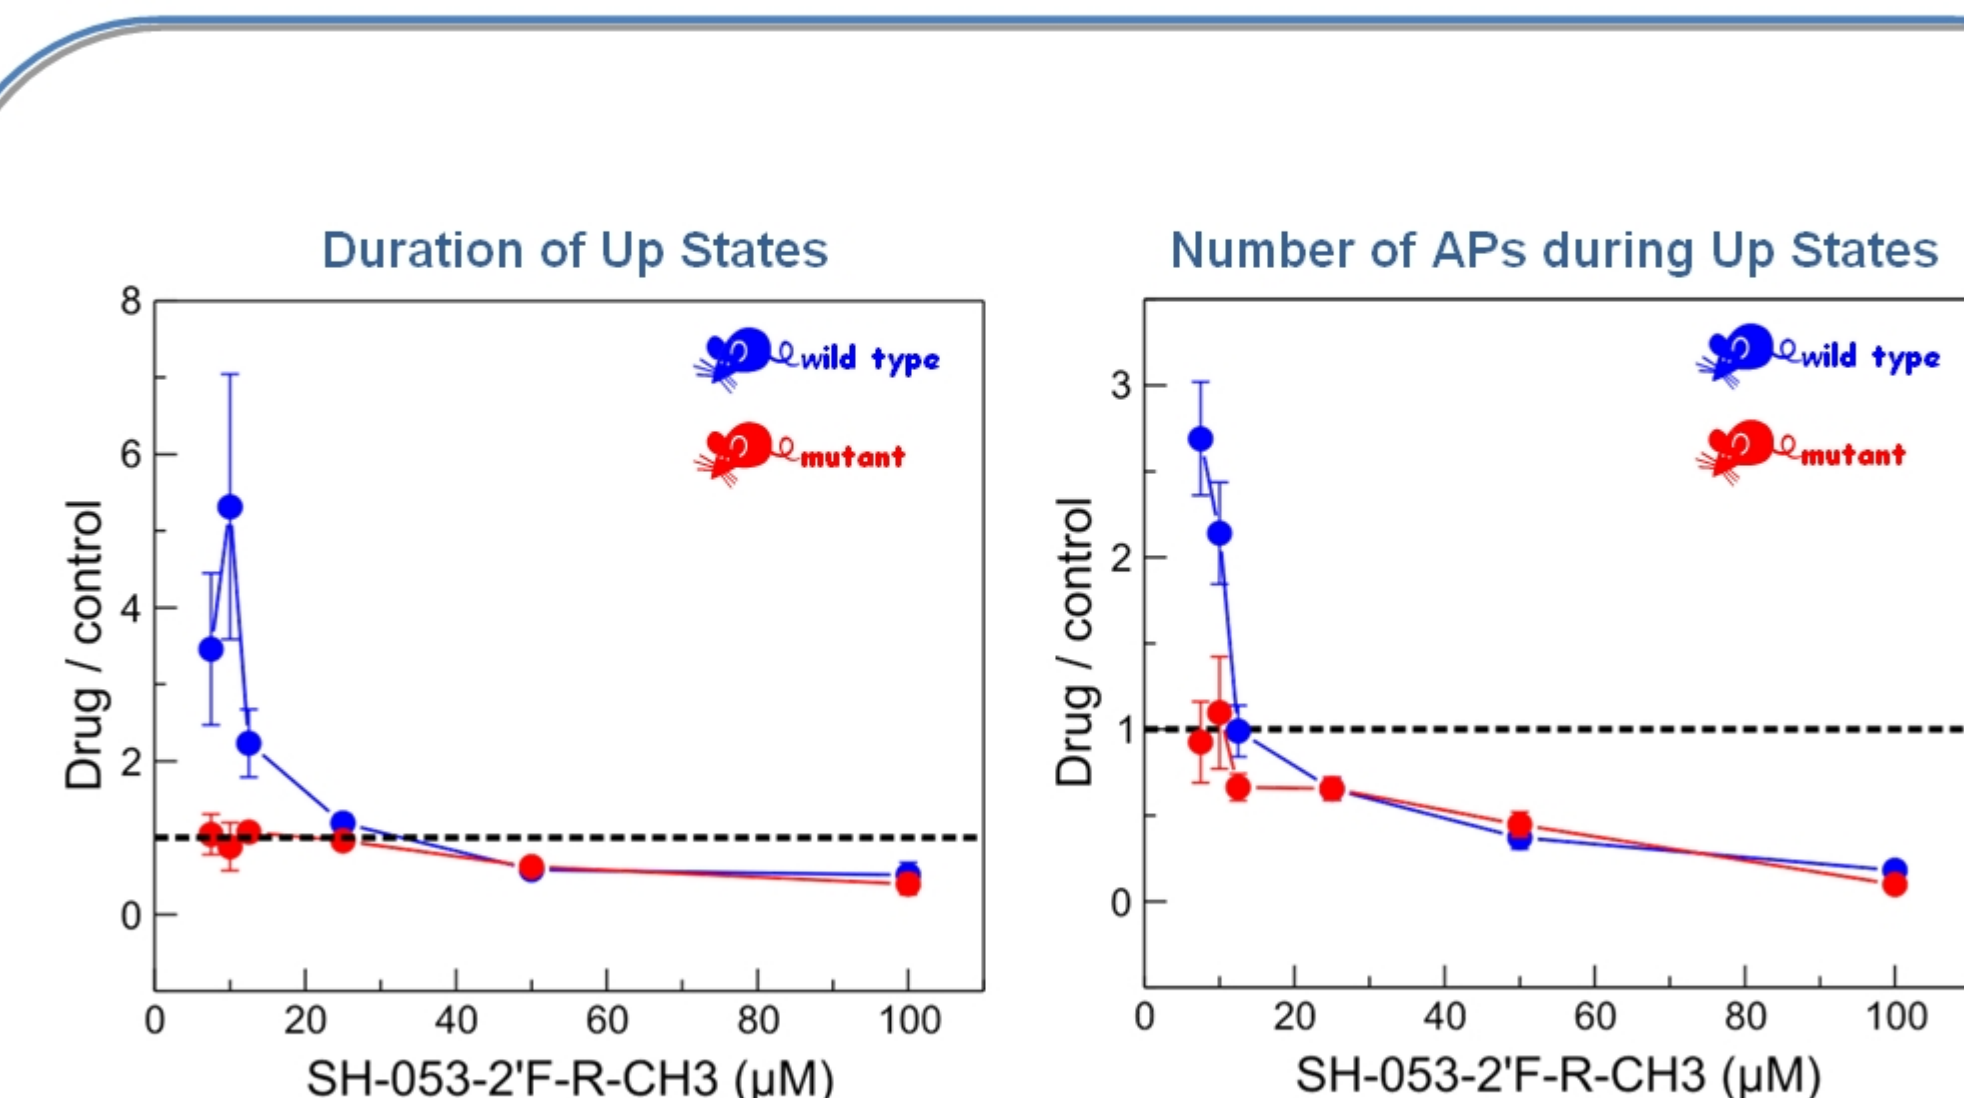 Duration of Up States
8
6
4
2
0
Drug / control
wild type
mutant
0 20 40 60 80 100
SH-053-2'F-R-CH3 (µM)
Number of APs during Up States
3
2
1
0
Drug / control
wild type
mutant
0 20 40 60 80 100
SH-053-2'F-R-CH3 (µM)